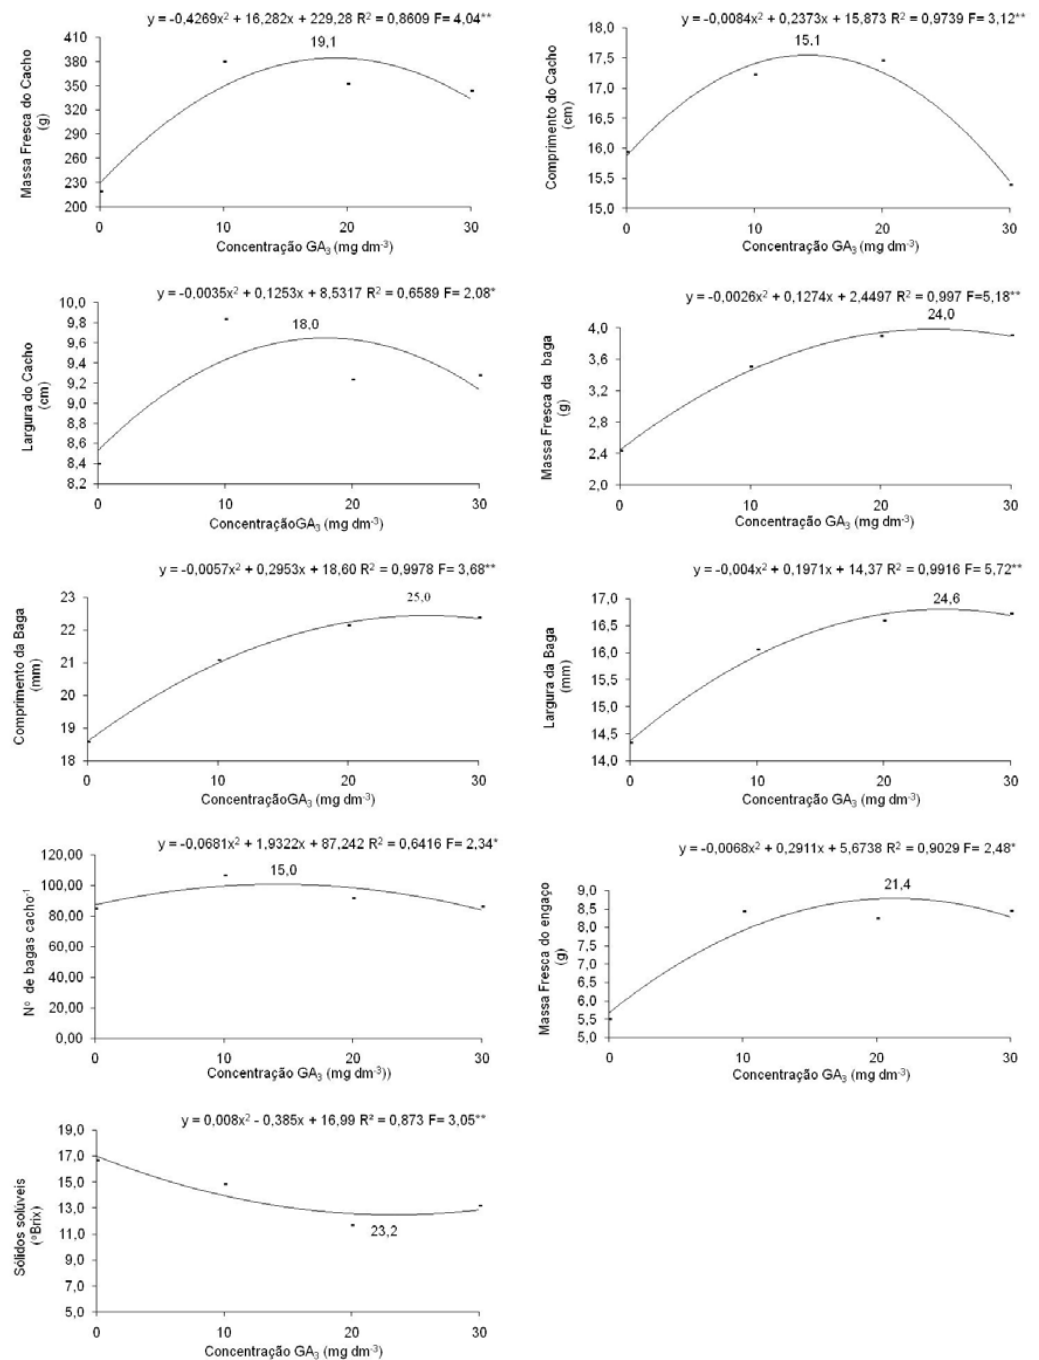 y = -0,4269x² + 16,282x + 229,28 R² = 0,8609 F= 4,04**
19,1
Massa Fresca do Cacho
(g)
410
380
350
320
290
260
230
200
0 10 20 30
Concentração GA₃ (mg dm⁻³)
y = -0,0084x² + 0,2373x + 15,873 R² = 0,9739 F= 3,12**
15.1
Comprimento do Cacho
(cm)
18,0
17,5
17,0
16,5
16,0
15,5
15,0
0 10 20 30
Concentração GA₃ (mg dm⁻³)
y = -0,0035x² + 0,1253x + 8,5317 R² = 0,6589 F= 2,08*
18,0
Largura do Cacho
(cm)
10,0
9,8
9,6
9,4
9,2
9,0
8,8
8,6
8,4
8,2
0 10 20 30
ConcentraçãoGA₃ (mg dm⁻³)
y = -0,0026x² + 0,1274x + 2,4497 R² = 0,997 F=5,18**
24,0
Massa Fresca da baga
(g)
4,0
3,6
3,2
2,8
2,4
2,0
0 10 20 30
Concentração GA₃ (mg dm⁻³)
y = -0,0057x² + 0,2953x + 18,60 R² = 0,9978 F= 3,68**
25,0
Comprimento da Baga
(mm)
23
22
21
20
19
18
0 10 20 30
ConcentraçãoGA₃ (mg dm⁻³)
y = -0,004x² + 0,1971x + 14,37 R² = 0,9916 F= 5,72**
24,6
Largura da Baga
(mm)
17,0
16,5
16,0
15,5
15,0
14,5
14,0
0 10 20 30
Concentração GA₃ (mg dm⁻³)
y = -0,0681x² + 1,9322x + 87,242 R² = 0,6416 F= 2,34*
15,0
Nº de bagas cacho⁻¹
120,00
100,00
80,00
60,00
40,00
20,00
0,00
0 10 20 30
Concentração GA₃ (mg dm⁻³))
y = -0,0068x² + 0,2911x + 5,6738 R² = 0,9029 F= 2,48*
21,4
Massa Fresca do engaço
(g)
9,0
8,5
8,0
7,5
7,0
6,5
6,0
5,5
5,0
0 10 20 30
Concentração GA₃ (mg dm⁻³)
y = 0,008x² - 0,385x + 16,99 R² = 0,873 F= 3,05**
23,2
Sólidos solúveis
(ºBrix)
19,0
17,0
15,0
13,0
11,0
9,0
7,0
5,0
0 10 20 30
Concentração GA₃ (mg dm⁻³)